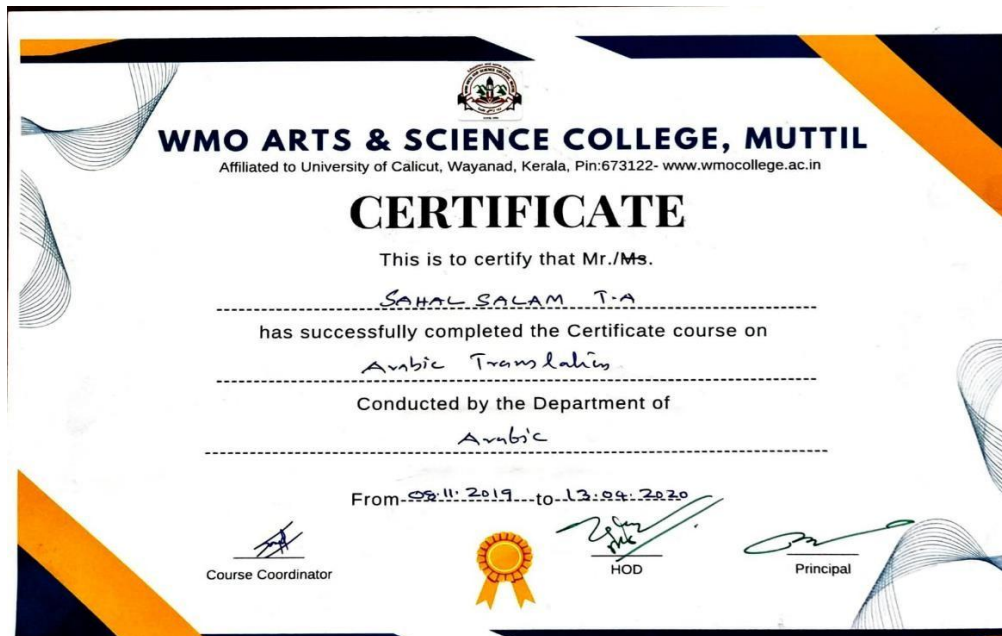 WMO ARTS & SCIENCE COLLEGE, MUTTIL
Affiliated to University of Calicut, Wayanad, Kerala, Pin:673122- www.wmocollege.ac.in
CERTIFICATE
This is to certify that Mr./Ms.
SAHAL SALAM T.A
has successfully completed the Certificate course on
Arabic Translation
Conducted by the Department of
Arabic
From 08.11.2019 to 13.04.2020
Course Coordinator
HOD
Principal